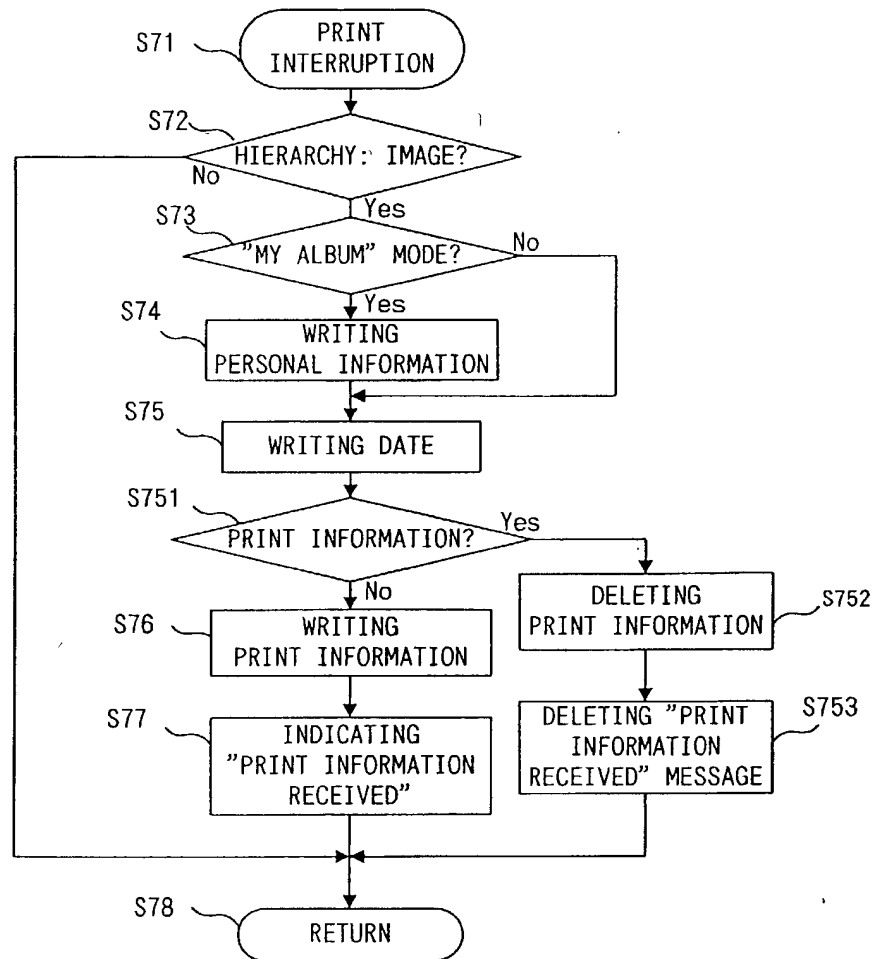 S71
PRINT
INTERRUPTION
S72
HIERARCHY: IMAGE?
No
Yes
S73
"MY ALBUM" MODE?
No
Yes
S74
WRITING
PERSONAL INFORMATION
S75
WRITING DATE
S751
PRINT INFORMATION?
Yes
No
S76
WRITING
PRINT INFORMATION
DELETING
PRINT INFORMATION
S752
S77
INDICATING
"PRINT INFORMATION
RECEIVED"
DELETING "PRINT
INFORMATION
RECEIVED" MESSAGE
S753
S78
RETURN